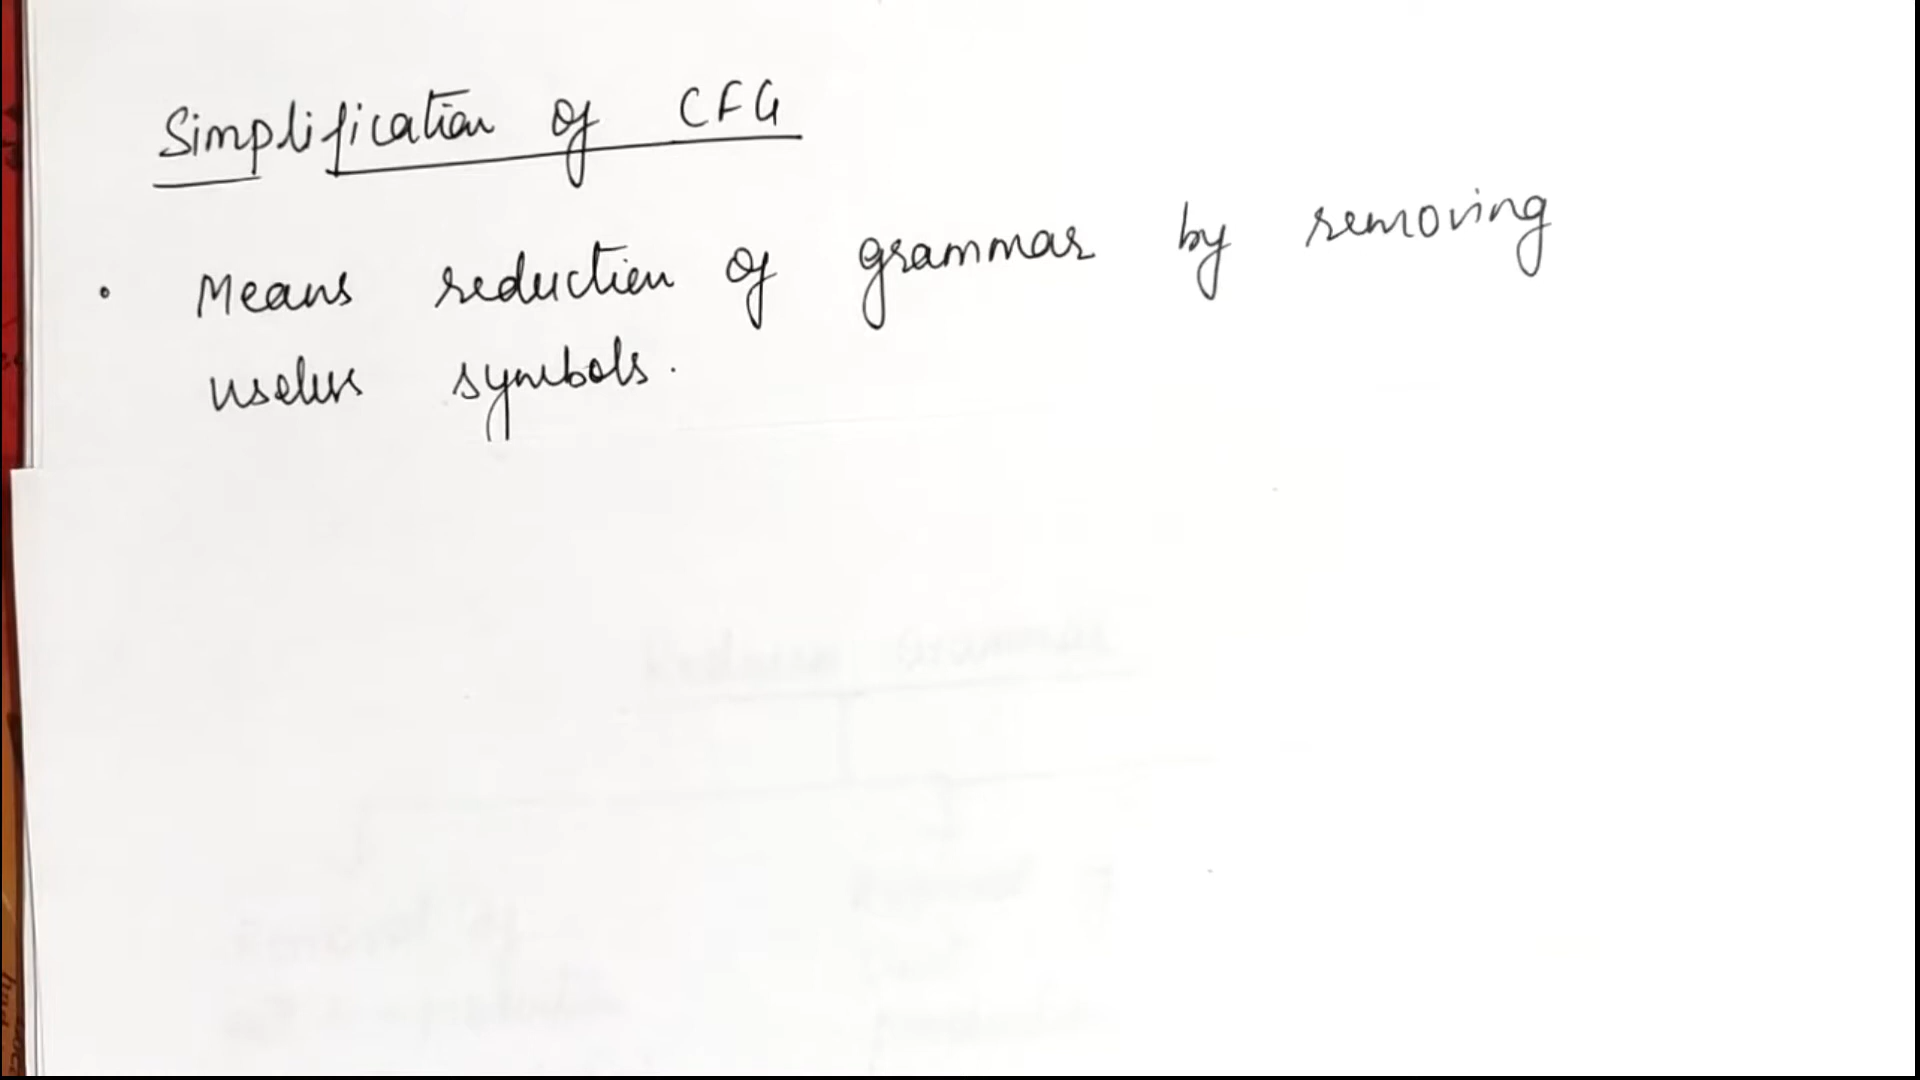 Simplification of CFG
• Means reduction of grammar by removing
useless symbols.